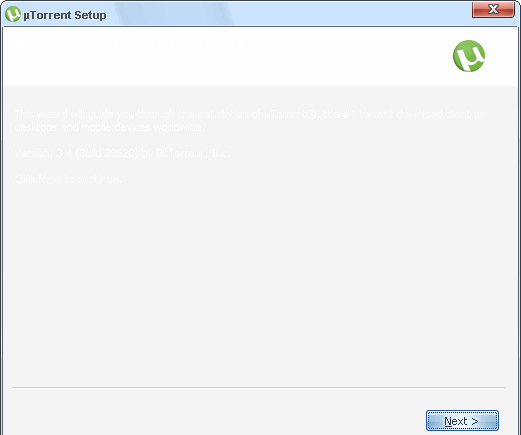 µTorrent Setup
This wizard will guide you through the installation of µTorrent®, the #1 torrent download client on
desktops and mobile devices worldwide.
Version: 3.4 (Build 30620) by BitTorrent, Inc.
Click Next to continue.
Next >